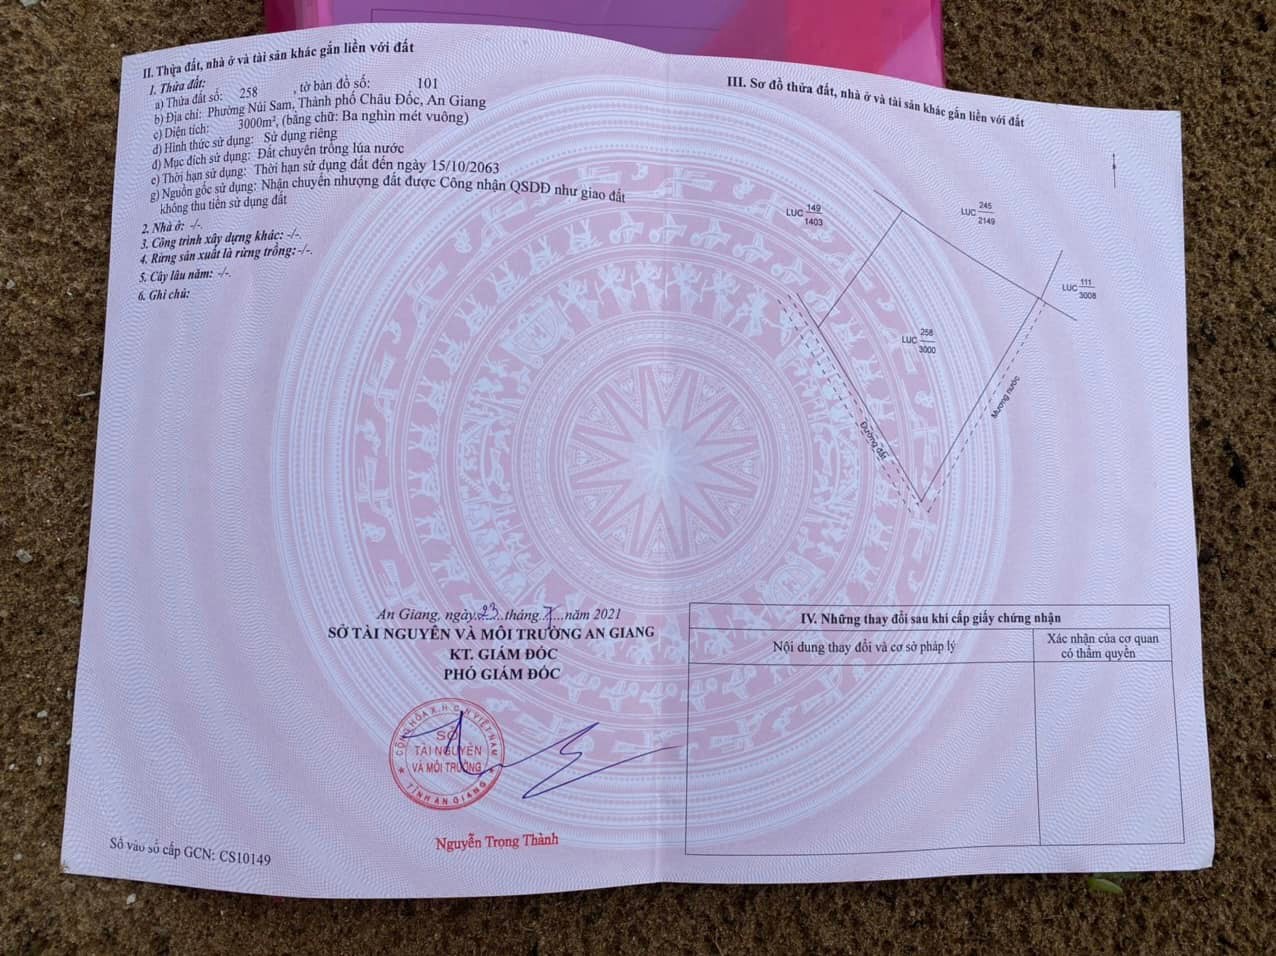 II. Thửa đất, nhà ở và tài sản khác gắn liền với đất
1. Thửa đất:
a) Thửa đất số: 258 , tờ bản đồ số: 101
b) Địa chỉ: Phường Núi Sam, Thành phố Châu Đốc, An Giang
c) Diện tích: 3000m², (bằng chữ: Ba nghìn mét vuông)
d) Hình thức sử dụng: Sử dụng riêng
đ) Mục đích sử dụng: Đất chuyên trồng lúa nước
e) Thời hạn sử dụng: Thời hạn sử dụng đất đến ngày 15/10/2063
g) Nguồn gốc sử dụng: Nhận chuyển nhượng đất được Công nhận QSDĐ như giao đất
không thu tiền sử dụng đất
2. Nhà ở: -/-.
3. Công trình xây dựng khác: -/-.
4. Rừng sản xuất là rừng trồng: -/-.
5. Cây lâu năm: -/-.
6. Ghi chú:
An Giang, ngày 23 tháng 7 năm 2021
SỞ TÀI NGUYÊN VÀ MÔI TRƯỜNG AN GIANG
KT. GIÁM ĐỐC
PHÓ GIÁM ĐỐC
CỘNG HÒA X.H.C.N VIỆT NAM
SỞ
TÀI NGUYÊN
VÀ MÔI TRƯỜNG
TỈNH AN GIANG
Nguyễn Trọng Thành
Số vào sổ cấp GCN: CS10149
III. Sơ đồ thửa đất, nhà ở và tài sản khác gắn liền với đất
LUC 149
1403
LUC 245
2149
LUC 111
3008
LUC 258
3000
Mương nước
Đường đất
IV. Những thay đổi sau khi cấp giấy chứng nhận
Nội dung thay đổi và cơ sở pháp lý
Xác nhận của cơ quan
có thẩm quyền